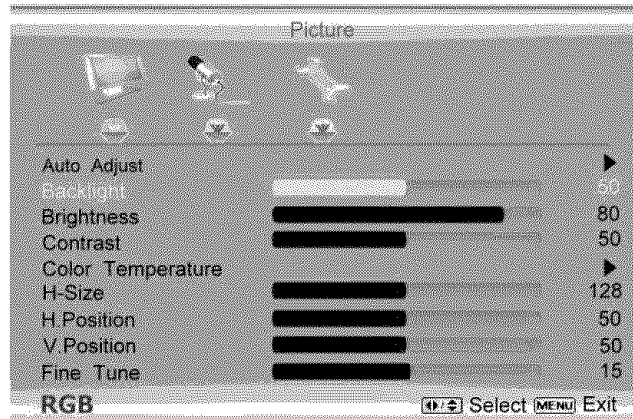 Picture
Auto Adjust
Backlight 50
Brightness 80
Contrast 50
Color Temperature
H-Size 128
H.Position 50
V.Position 50
Fine Tune 15
RGB Select MENU Exit